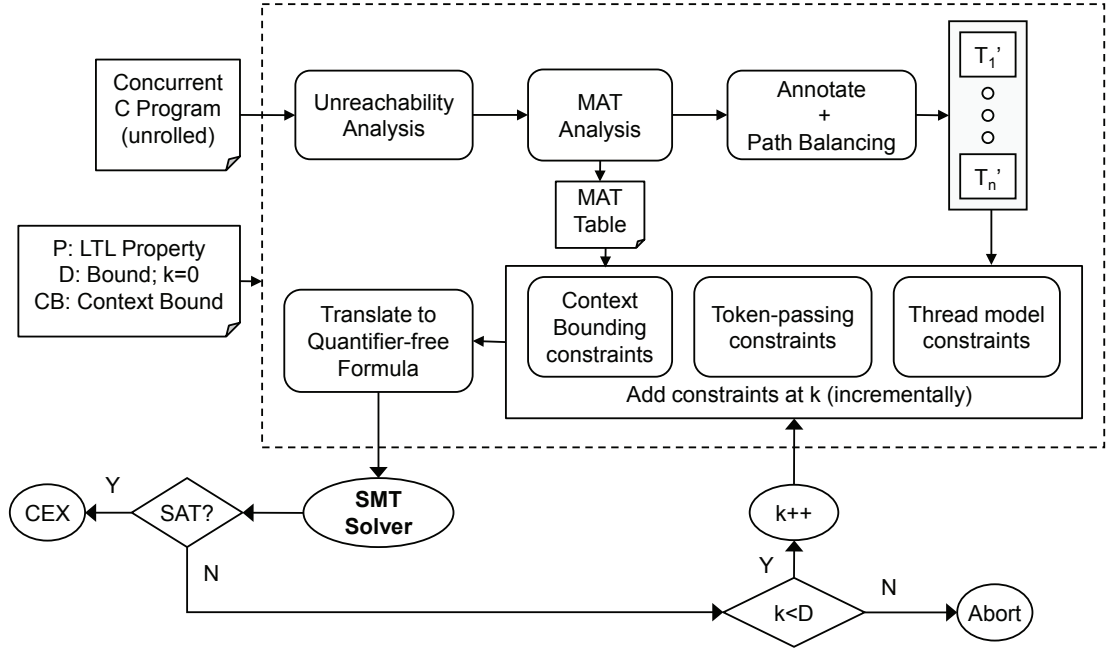 Concurrent
C Program
(unrolled)
Unreachability
Analysis
MAT
Analysis
Annotate
+
Path Balancing
T1’
Tn’
MAT
Table
P: LTL Property
D: Bound; k=0
CB: Context Bound
Translate to
Quantifier-free
Formula
Context
Bounding
constraints
Token-passing
constraints
Thread model
constraints
Add constraints at k (incrementally)
CEX
Y
SAT?
SMT
Solver
N
k++
Y
k<D
N
Abort